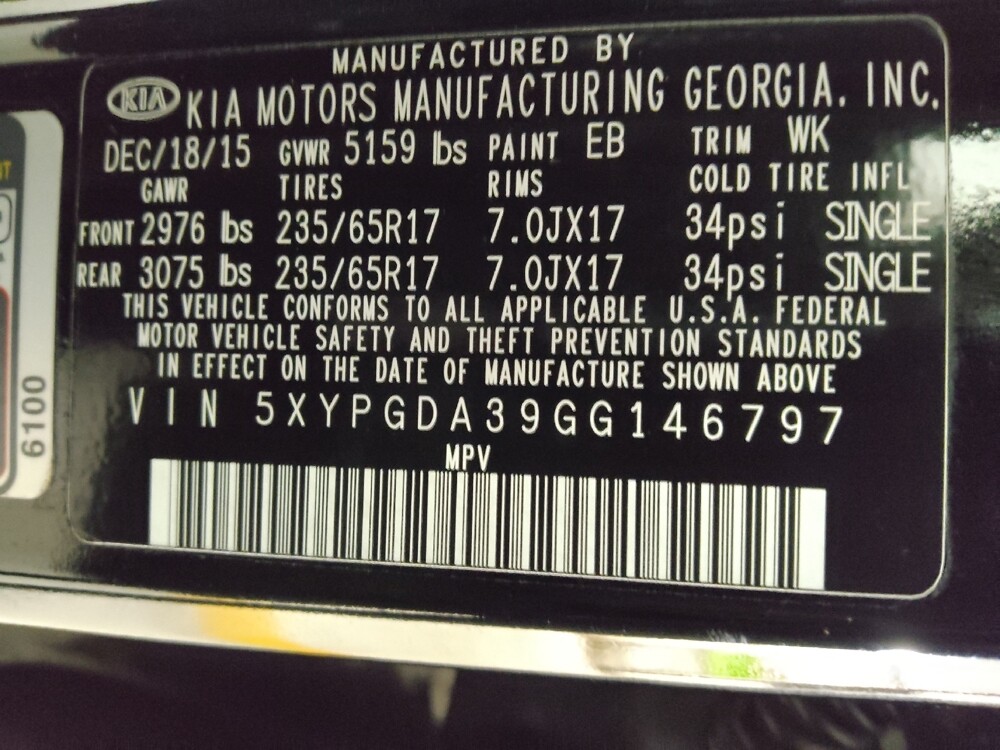 MANUFACTURED BY
KIA KIA MOTORS MANUFACTURING GEORGIA. INC.
DEC/18/15 GVWR 5159 lbs PAINT EB TRIM WK
GAWR TIRES RIMS COLD TIRE INFL
FRONT 2976 lbs 235/65R17 7.0JX17 34psi SINGLE
REAR 3075 lbs 235/65R17 7.0JX17 34psi SINGLE
THIS VEHICLE CONFORMS TO ALL APPLICABLE U.S.A. FEDERAL
MOTOR VEHICLE SAFETY AND THEFT PREVENTION STANDARDS
IN EFFECT ON THE DATE OF MANUFACTURE SHOWN ABOVE
VIN 5XYPGDA39GG146797
MPV
6100